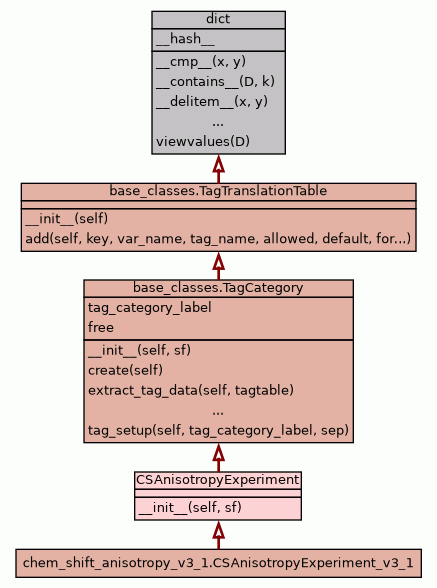 dict
__hash__
__cmp__(x, y)
__contains__(D, k)
__delitem__(x, y)
...
viewvalues(D)
base_classes.TagTranslationTable
__init__(self)
add(self, key, var_name, tag_name, allowed, default, for...)
base_classes.TagCategory
tag_category_label
free
__init__(self, sf)
create(self)
extract_tag_data(self, tagtable)
...
tag_setup(self, tag_category_label, sep)
CSAnisotropyExperiment
__init__(self, sf)
chem_shift_anisotropy_v3_1.CSAnisotropyExperiment_v3_1